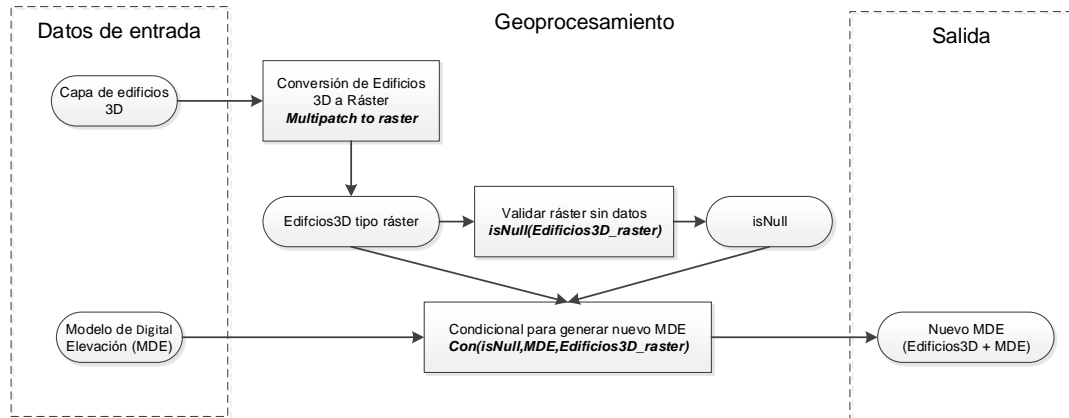 Datos de entrada
Geoprocesamiento
Salida
Capa de edificios
3D
Conversión de Edificios
3D a Ráster
Multipatch to raster
Edifcios3D tipo ráster
Validar ráster sin datos
isNull(Edificios3D_raster)
isNull
Modelo de Digital
Elevación (MDE)
Condicional para generar nuevo MDE
Con(isNull,MDE,Edificios3D_raster)
Nuevo MDE
(Edificios3D + MDE)